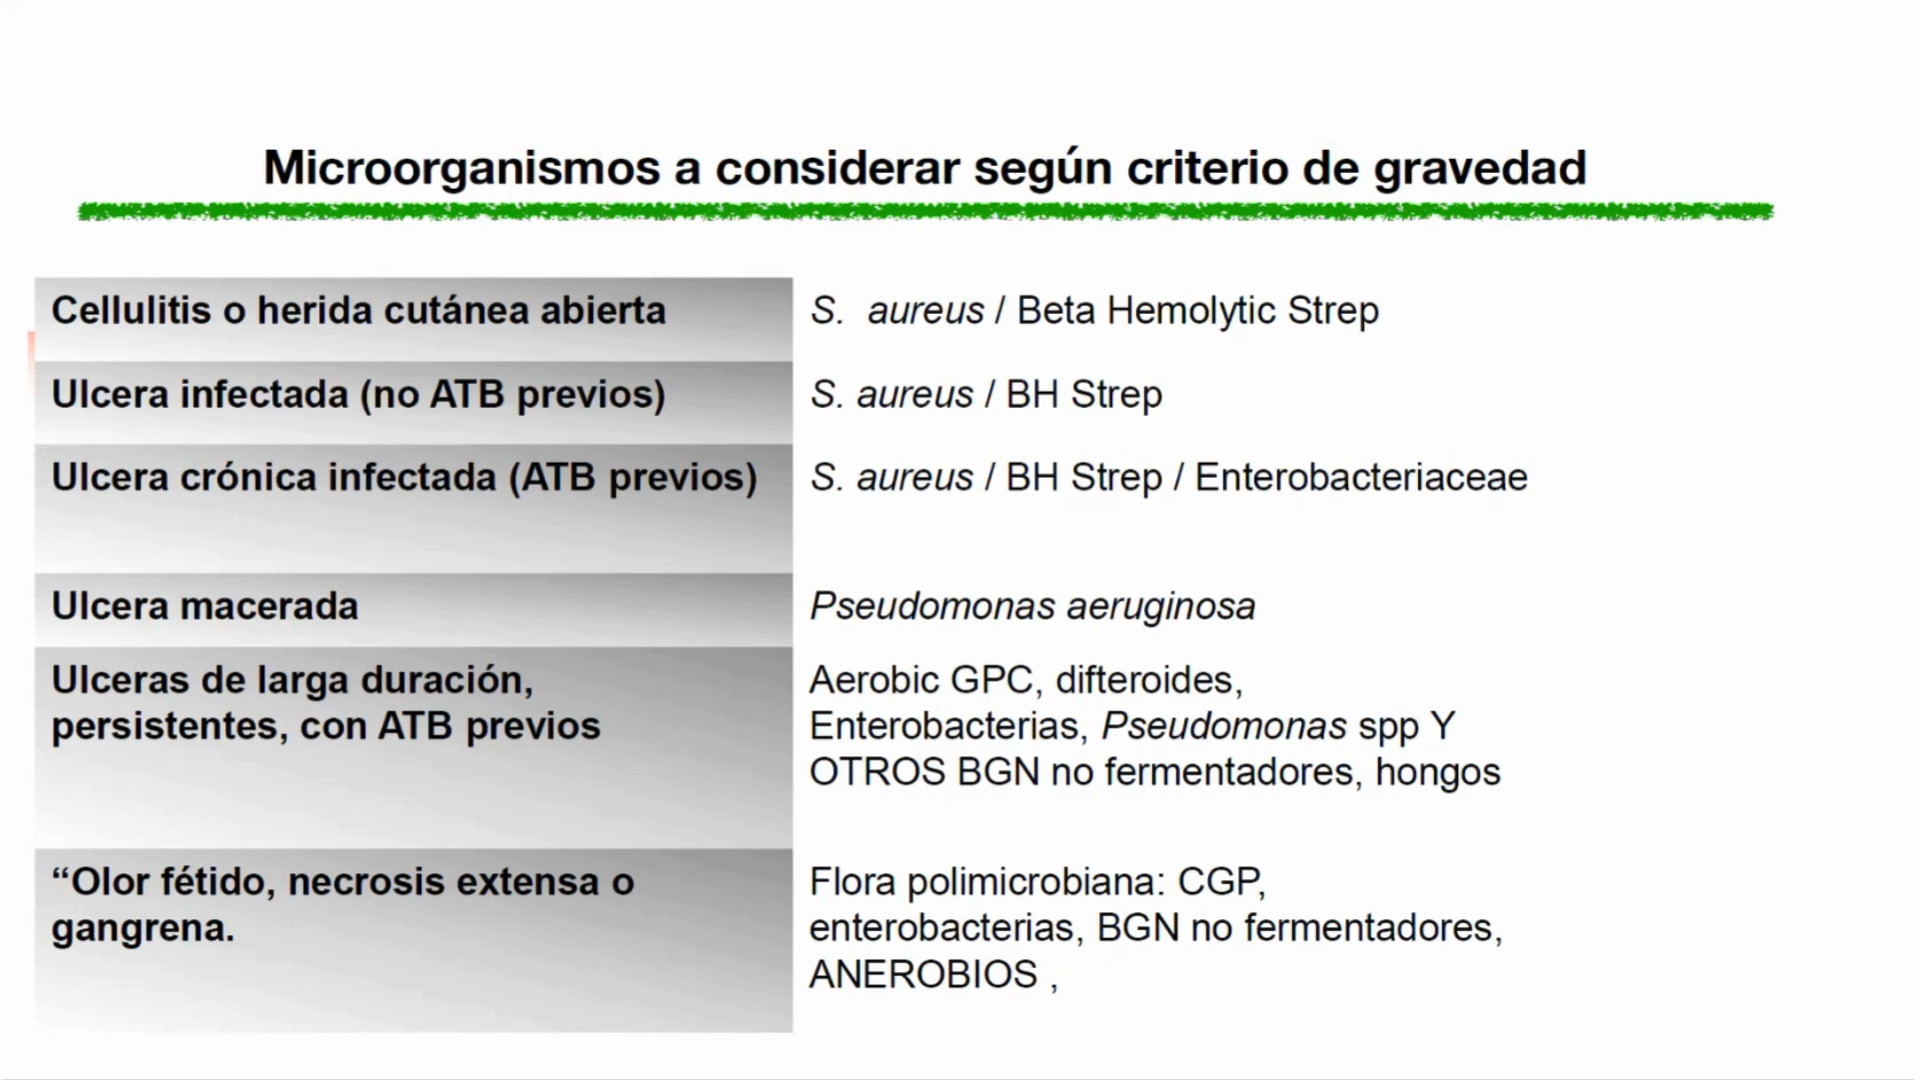 Microorganismos a considerar según criterio de gravedad
Cellulitis o herida cutánea abierta
S. aureus / Beta Hemolytic Strep
Ulcera infectada (no ATB previos)
S. aureus / BH Strep
Ulcera crónica infectada (ATB previos)
S. aureus / BH Strep / Enterobacteriaceae
Ulcera macerada
Pseudomonas aeruginosa
Ulceras de larga duración,
persistentes, con ATB previos
Aerobic GPC, difteroides,
Enterobacterias, Pseudomonas spp Y
OTROS BGN no fermentadores, hongos
“Olor fétido, necrosis extensa o
gangrena.
Flora polimicrobiana: CGP,
enterobacterias, BGN no fermentadores,
ANEROBIOS ,